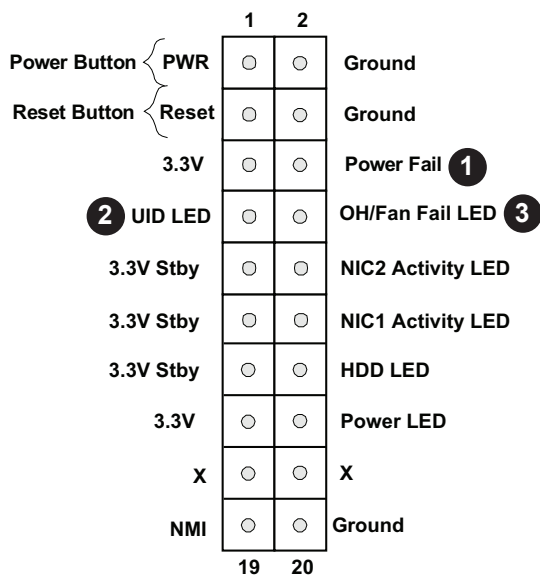 1 2
Power Button PWR Ground
Reset Button Reset Ground
3.3V Power Fail 1
2 UID LED OH/Fan Fail LED 3
3.3V Stby NIC2 Activity LED
3.3V Stby NIC1 Activity LED
3.3V Stby HDD LED
3.3V Power LED
X X
NMI Ground
19 20